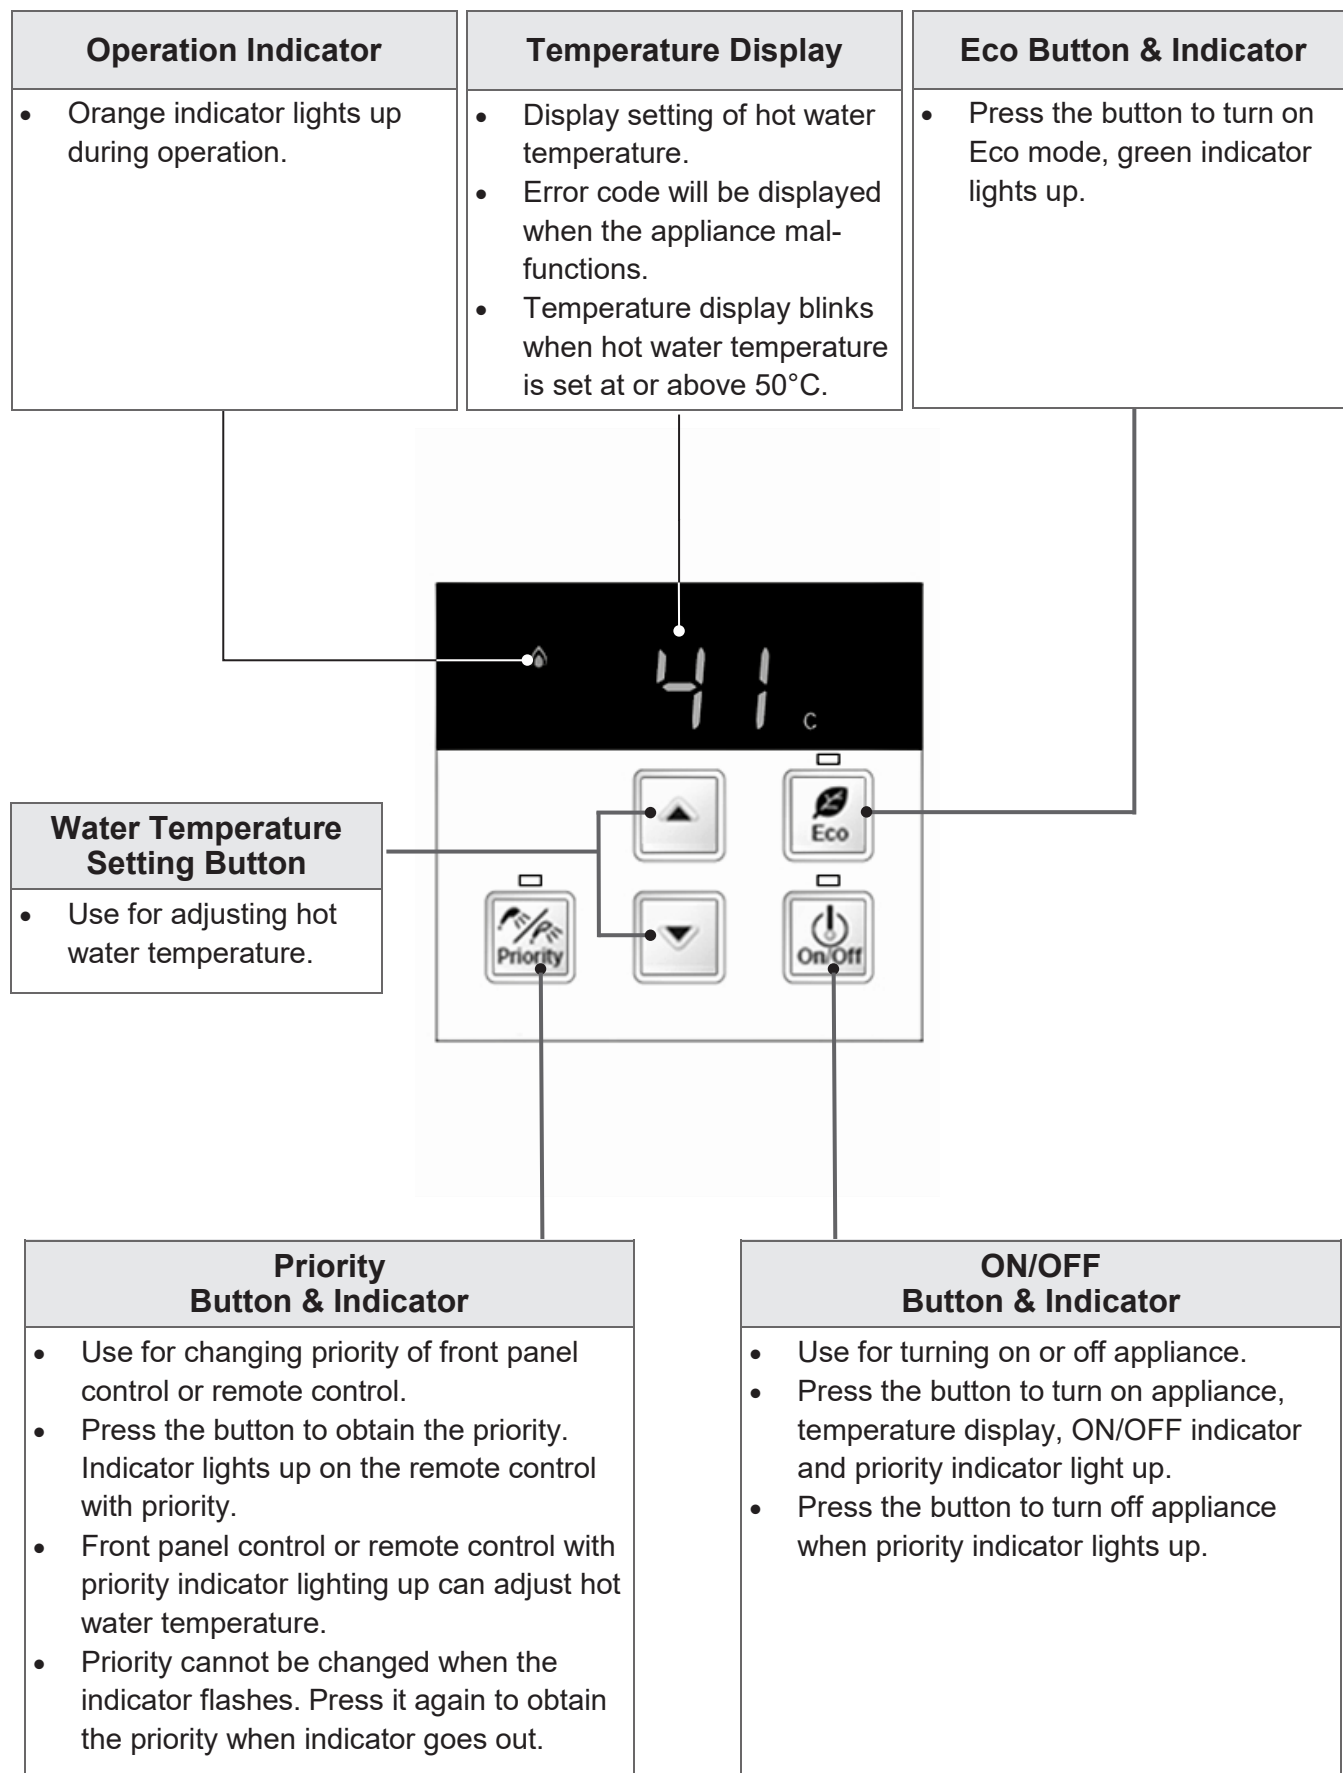 Operation Indicator
• Orange indicator lights up
during operation.
Temperature Display
• Display setting of hot water
temperature.
• Error code will be displayed
when the appliance mal-
functions.
• Temperature display blinks
when hot water temperature
is set at or above 50°C.
Eco Button & Indicator
• Press the button to turn on
Eco mode, green indicator
lights up.
41 C
Eco
Priority
On/Off
Water Temperature
Setting Button
• Use for adjusting hot
water temperature.
Priority
Button & Indicator
• Use for changing priority of front panel
control or remote control.
• Press the button to obtain the priority.
Indicator lights up on the remote control
with priority.
• Front panel control or remote control with
priority indicator lighting up can adjust hot
water temperature.
• Priority cannot be changed when the
indicator flashes. Press it again to obtain
the priority when indicator goes out.
ON/OFF
Button & Indicator
• Use for turning on or off appliance.
• Press the button to turn on appliance,
temperature display, ON/OFF indicator
and priority indicator light up.
• Press the button to turn off appliance
when priority indicator lights up.